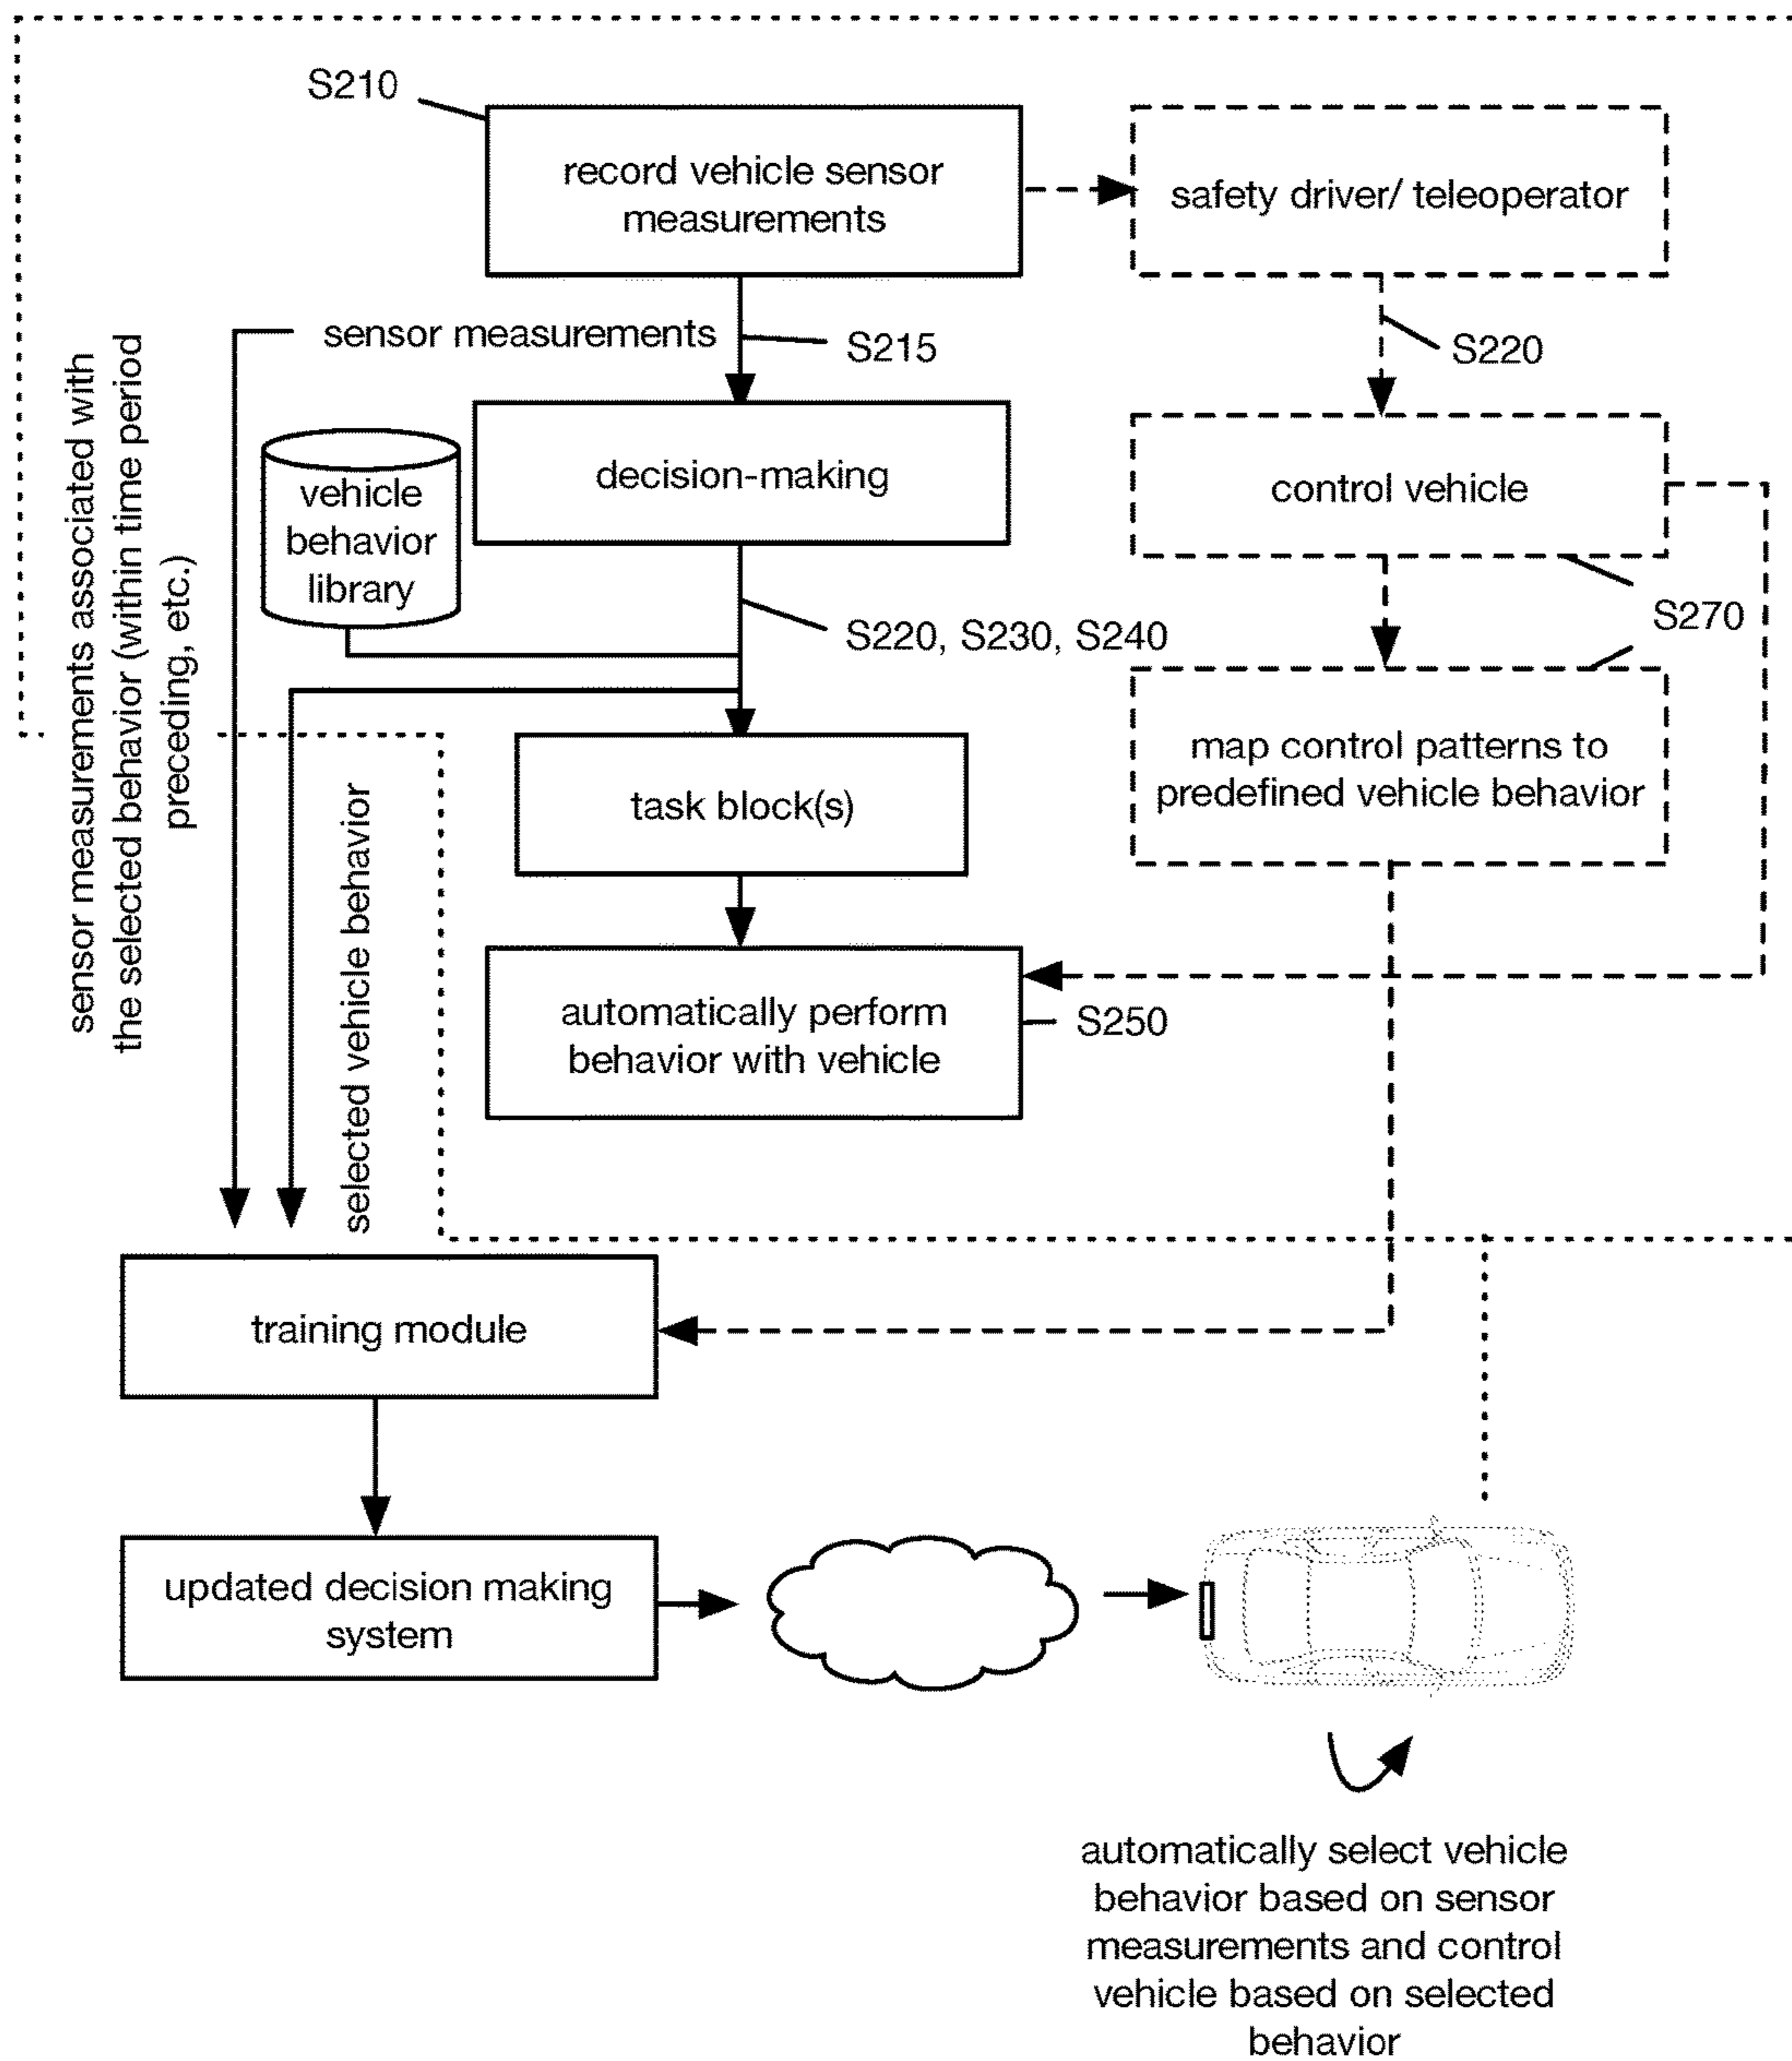 S210
record vehicle sensor
measurements
safety driver/ teleoperator
sensor measurements
S215
S220
decision-making
control vehicle
vehicle
behavior
library
S220, S230, S240
S270
sensor measurements associated with
the selected behavior (within time period
preceding, etc.)
map control patterns to
predefined vehicle behavior
task block(s)
selected vehicle behavior
automatically perform
behavior with vehicle
S250
training module
updated decision making
system
automatically select vehicle
behavior based on sensor
measurements and control
vehicle based on selected
behavior